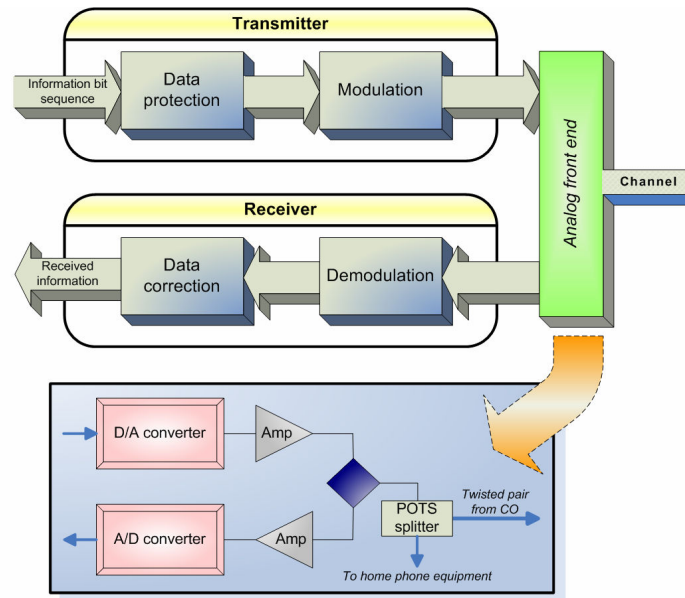 Transmitter
Information bit
sequence
Data
protection
Modulation
Analog front end
Channel
Receiver
Received
information
Data
correction
Demodulation
D/A converter
Amp
A/D converter
Amp
POTS
splitter
Twisted pair
from CO
To home phone equipment